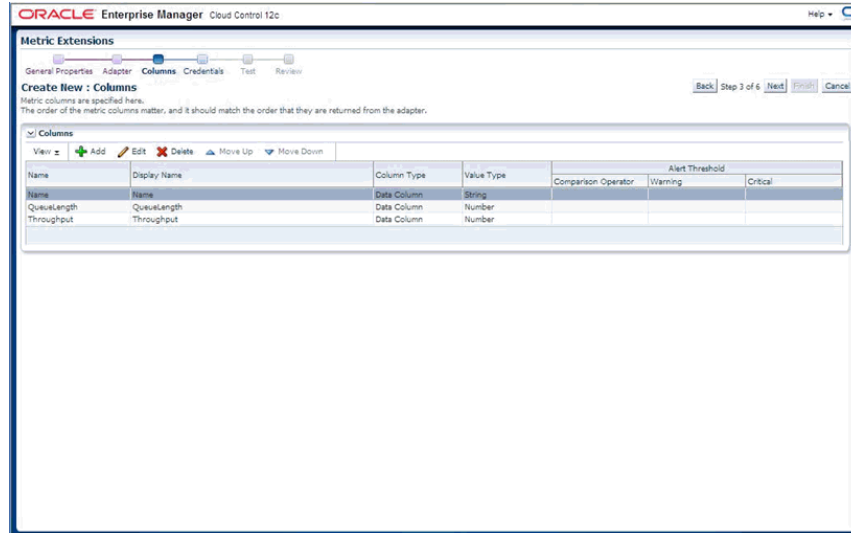 ORACLE Enterprise Manager Cloud Control 12c
Help
Metric Extensions
General Properties Adapter Columns Credentials Test Review
Create New : Columns
Back Step 3 of 6 Next Finish Cancel
Metric columns are specified here.
The order of the metric columns matter, and it should match the order that they are returned from the adapter.
Columns
View Add Edit Delete Move Up Move Down
Name Display Name Column Type Value Type Alert Threshold
Comparison Operator Warning Critical
Name Name Data Column String
QueueLength QueueLength Data Column Number
Throughput Throughput Data Column Number